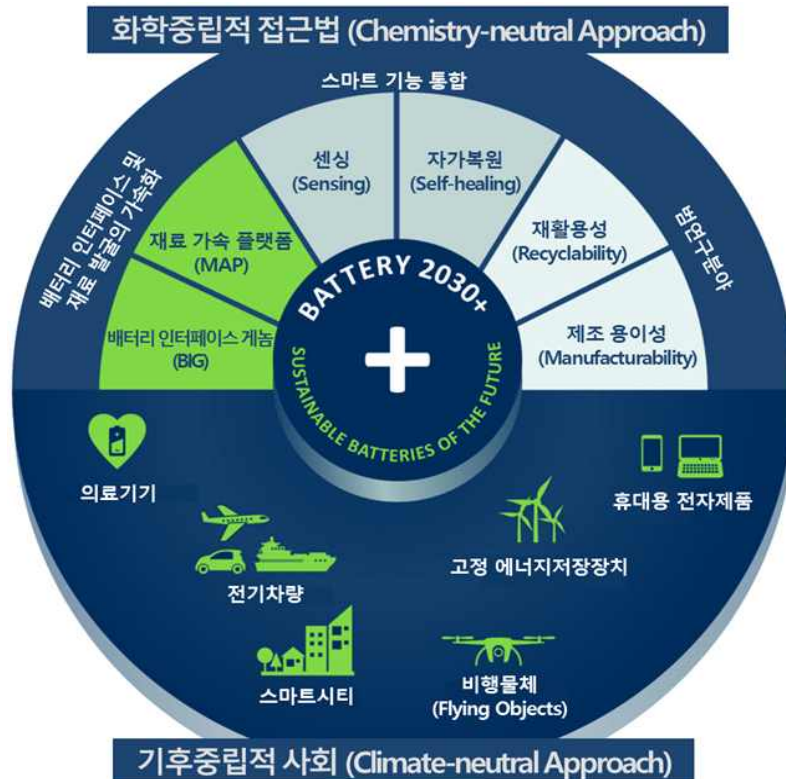 화학중립적 접근법 (Chemistry-neutral Approach)
스마트 기능 통합
배터리 인터페이스 및
재료 발굴의 가속화
센싱
(Sensing)
자가복원
(Self-healing)
범연구분야
재료 가속 플랫폼
(MAP)
재활용성
(Recyclability)
배터리 인터페이스 게놈
(BIG)
제조 용이성
(Manufacturability)
BATTERY 2030+
+
SUSTAINABLE BATTERIES OF THE FUTURE
의료기기
휴대용 전자제품
전기차량
고정 에너지저장장치
스마트시티
비행물체
(Flying Objects)
기후중립적 사회 (Climate-neutral Approach)